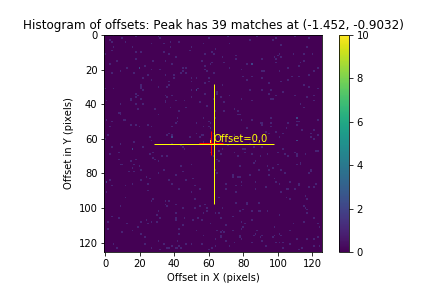 Histogram of offsets: Peak has 39 matches at (-1.452, -0.9032)
0
20
40
60
80
100
120
Offset in Y (pixels)
Offset=0,0
0 20 40 60 80 100 120
Offset in X (pixels)
10
8
6
4
2
0